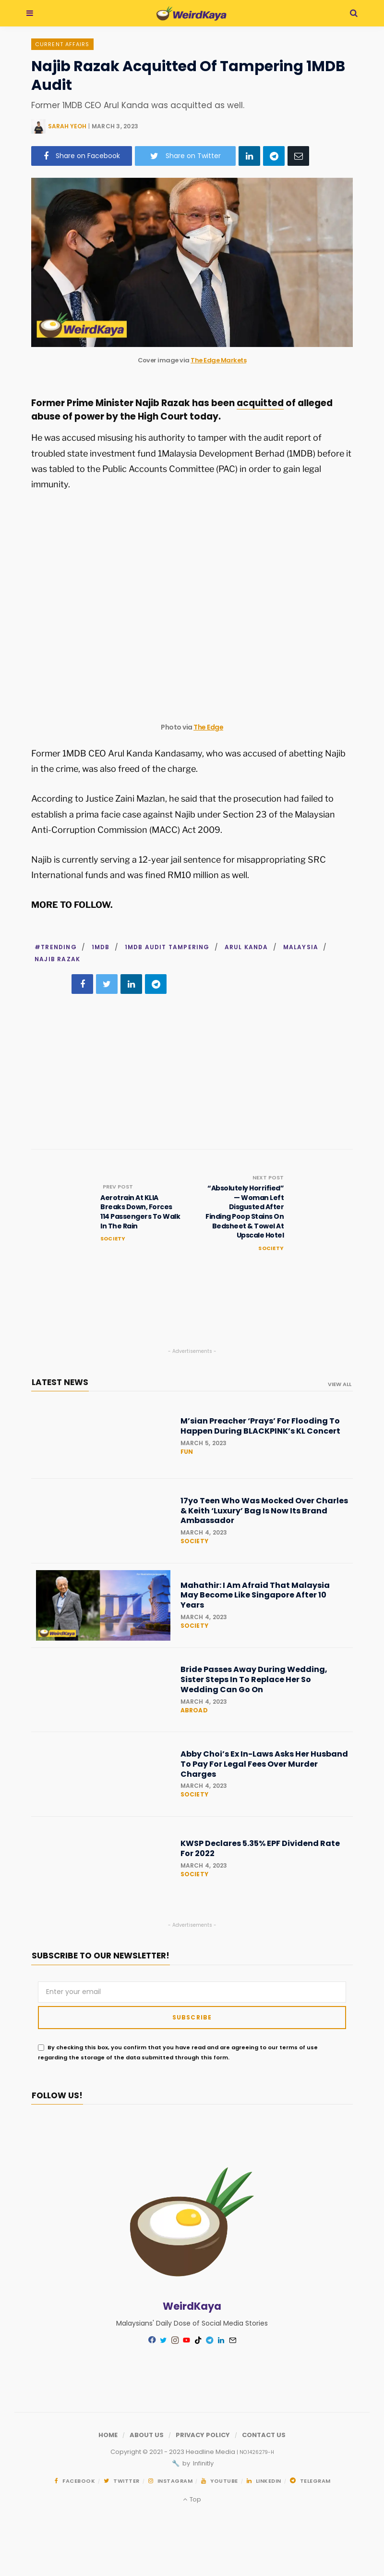 WeirdKaya
CURRENT AFFAIRS
Najib Razak Acquitted Of Tampering 1MDB
Audit
Former 1MDB CEO Arul Kanda was acquitted as well.
SARAH YEOH | MARCH 3, 2023
Share on Facebook
Share on Twitter
WeirdKaya
Cover image via The Edge Markets
Former Prime Minister Najib Razak has been acquitted of alleged
abuse of power by the High Court today.
He was accused misusing his authority to tamper with the audit report of
troubled state investment fund 1Malaysia Development Berhad (1MDB) before it
was tabled to the Public Accounts Committee (PAC) in order to gain legal
immunity.
Photo via The Edge
Former 1MDB CEO Arul Kanda Kandasamy, who was accused of abetting Najib
in the crime, was also freed of the charge.
According to Justice Zaini Mazlan, he said that the prosecution had failed to
establish a prima facie case against Najib under Section 23 of the Malaysian
Anti-Corruption Commission (MACC) Act 2009.
Najib is currently serving a 12-year jail sentence for misappropriating SRC
International funds and was fined RM10 million as well.
MORE TO FOLLOW.
#TRENDING / 1MDB / 1MDB AUDIT TAMPERING / ARUL KANDA / MALAYSIA /
NAJIB RAZAK
PREV POST
Aerotrain At KLIA
Breaks Down, Forces
114 Passengers To Walk
In The Rain
SOCIETY
NEXT POST
“Absolutely Horrified”
— Woman Left
Disgusted After
Finding Poop Stains On
Bedsheet & Towel At
Upscale Hotel
SOCIETY
- Advertisements -
LATEST NEWS
VIEW ALL
M’sian Preacher ‘Prays’ For Flooding To
Happen During BLACKPINK’s KL Concert
MARCH 5, 2023
FUN
17yo Teen Who Was Mocked Over Charles
& Keith ‘Luxury’ Bag Is Now Its Brand
Ambassador
MARCH 4, 2023
SOCIETY
WeirdKaya
Mahathir: I Am Afraid That Malaysia
May Become Like Singapore After 10
Years
MARCH 4, 2023
SOCIETY
Bride Passes Away During Wedding,
Sister Steps In To Replace Her So
Wedding Can Go On
MARCH 4, 2023
ABROAD
Abby Choi’s Ex In-Laws Asks Her Husband
To Pay For Legal Fees Over Murder
Charges
MARCH 4, 2023
SOCIETY
KWSP Declares 5.35% EPF Dividend Rate
For 2022
MARCH 4, 2023
SOCIETY
- Advertisements -
SUBSCRIBE TO OUR NEWSLETTER!
Enter your email
SUBSCRIBE
By checking this box, you confirm that you have read and are agreeing to our terms of use
regarding the storage of the data submitted through this form.
FOLLOW US!
WeirdKaya
Malaysians' Daily Dose of Social Media Stories
HOME / ABOUT US / PRIVACY POLICY / CONTACT US
Copyright © 2021 - 2023 Headline Media | NO1426379-H
🔧 by Infinitly
FACEBOOK / TWITTER / INSTAGRAM / YOUTUBE / LINKEDIN / TELEGRAM
Top